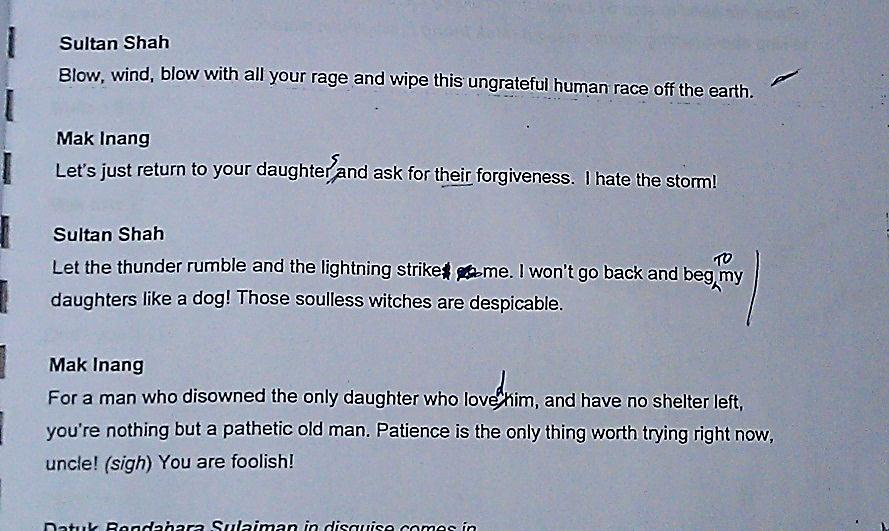 Sultan Shah
Blow, wind, blow with all your rage and wipe this ungrateful human race off the earth.
Mak Inang
Let's just return to your daughters and ask for their forgiveness. I hate the storm!
Sultan Shah
TO
Let the thunder rumble and the lightning strike me. I won't go back and beg my
daughters like a dog! Those soulless witches are despicable.
Mak Inang
For a man who disowned the only daughter who loved him, and have no shelter left,
you're nothing but a pathetic old man. Patience is the only thing worth trying right now,
uncle! (sigh) You are foolish!
Datuk Bendahara Sulaiman in disguise comes in